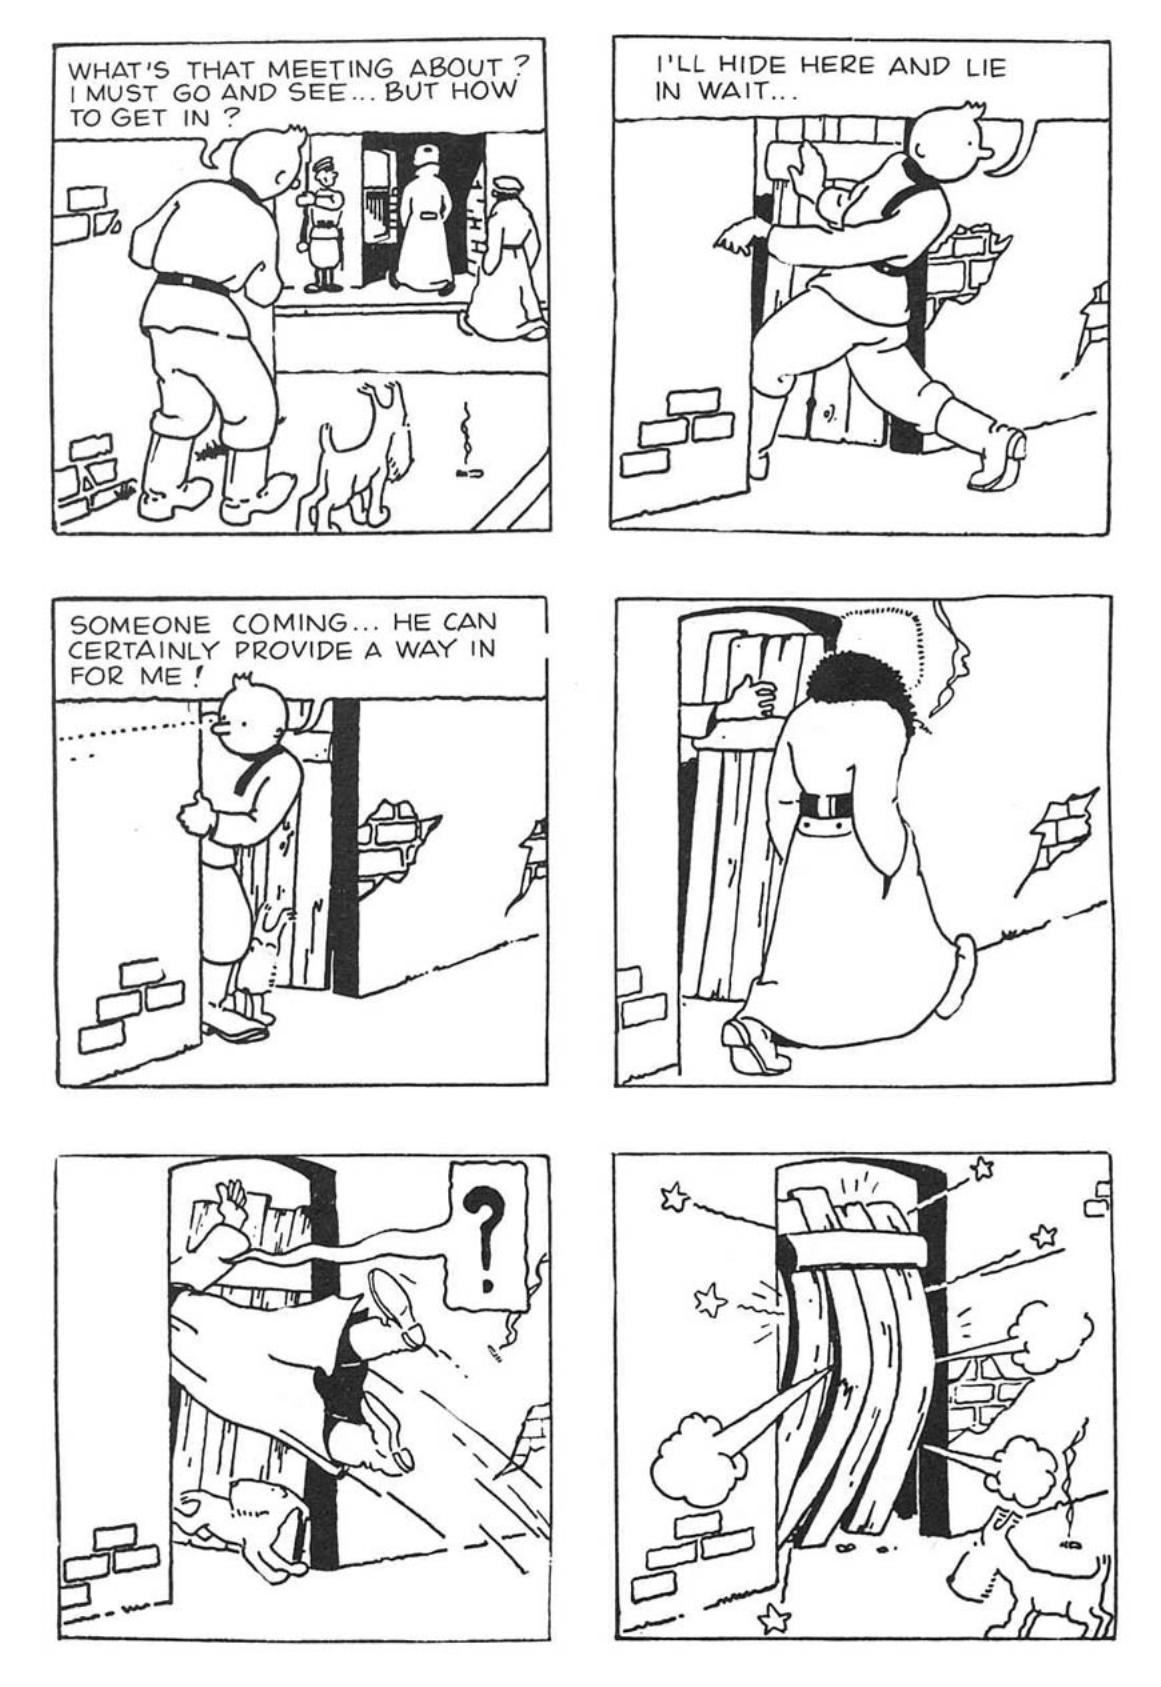 WHAT'S THAT MEETING ABOUT?
I MUST GO AND SEE... BUT HOW
TO GET IN?
I'LL HIDE HERE AND LIE
IN WAIT...
SOMEONE COMING... HE CAN
CERTAINLY PROVIDE A WAY IN
FOR ME!
?